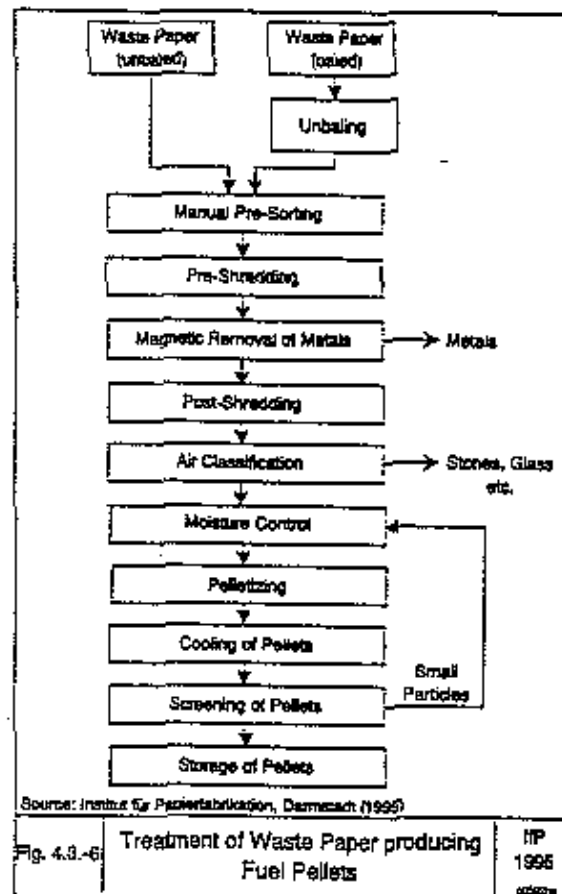 Waste Paper
(unbaled)
Waste Paper
(baled)
Unbaling
Manual Pre-Sorting
Pre-Shredding
Magnetic Removal of Metals
Metals
Post-Shredding
Air Classification
Stones, Glass
etc.
Moisture Control
Pelletizing
Cooling of Pellets
Small
Particles
Screening of Pellets
Storage of Pellets
Source: Institut für Papierfabrikation, Darmstadt (1995)
Fig. 4.3.-6
Treatment of Waste Paper producing
Fuel Pellets
IfP
1995